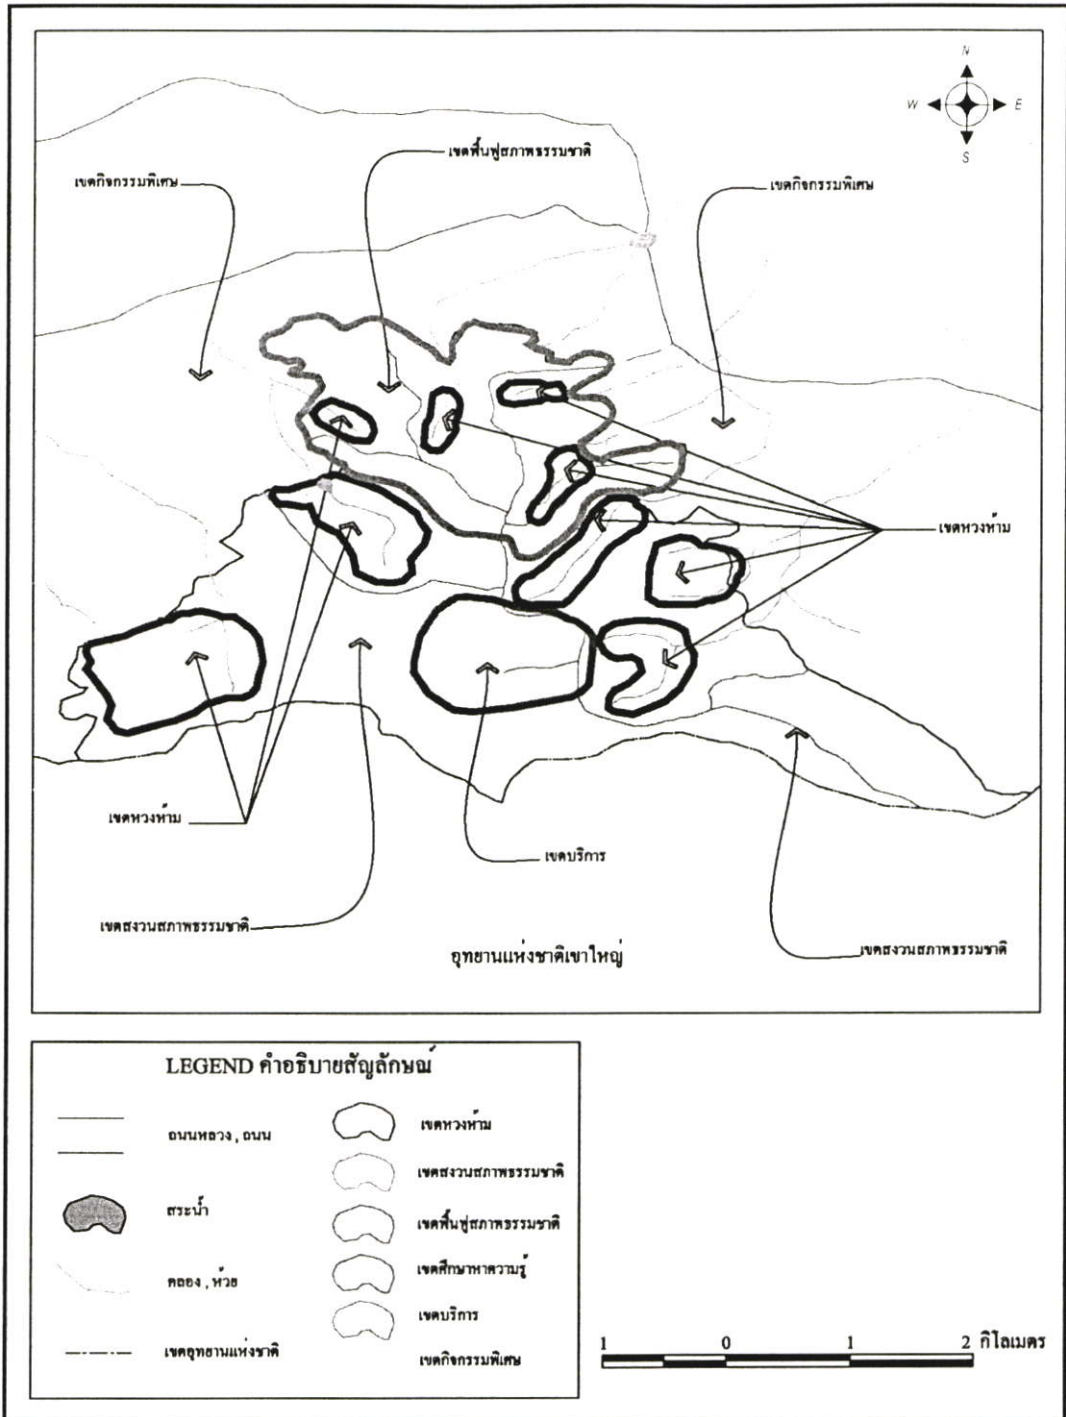 N
W E
S
เขตฟื้นฟูสภาพธรรมชาติ
เขตกิจกรรมพิเศษ
เขตกิจกรรมพิเศษ
เขตหวงห้าม
เขตหวงห้าม
เขตบริการ
เขตสงวนสภาพธรรมชาติ
เขตสงวนสภาพธรรมชาติ
อุทยานแห่งชาติเขาใหญ่
LEGEND คำอธิบายสัญลักษณ์
ถนนหลวง , ถนน
สระน้ำ
คลอง , ห้วย
เขตอุทยานแห่งชาติ
เขตหวงห้าม
เขตสงวนสภาพธรรมชาติ
เขตฟื้นฟูสภาพธรรมชาติ
เขตศึกษาหาความรู้
เขตบริการ
เขตกิจกรรมพิเศษ
1 0 1 2 กิโลเมตร